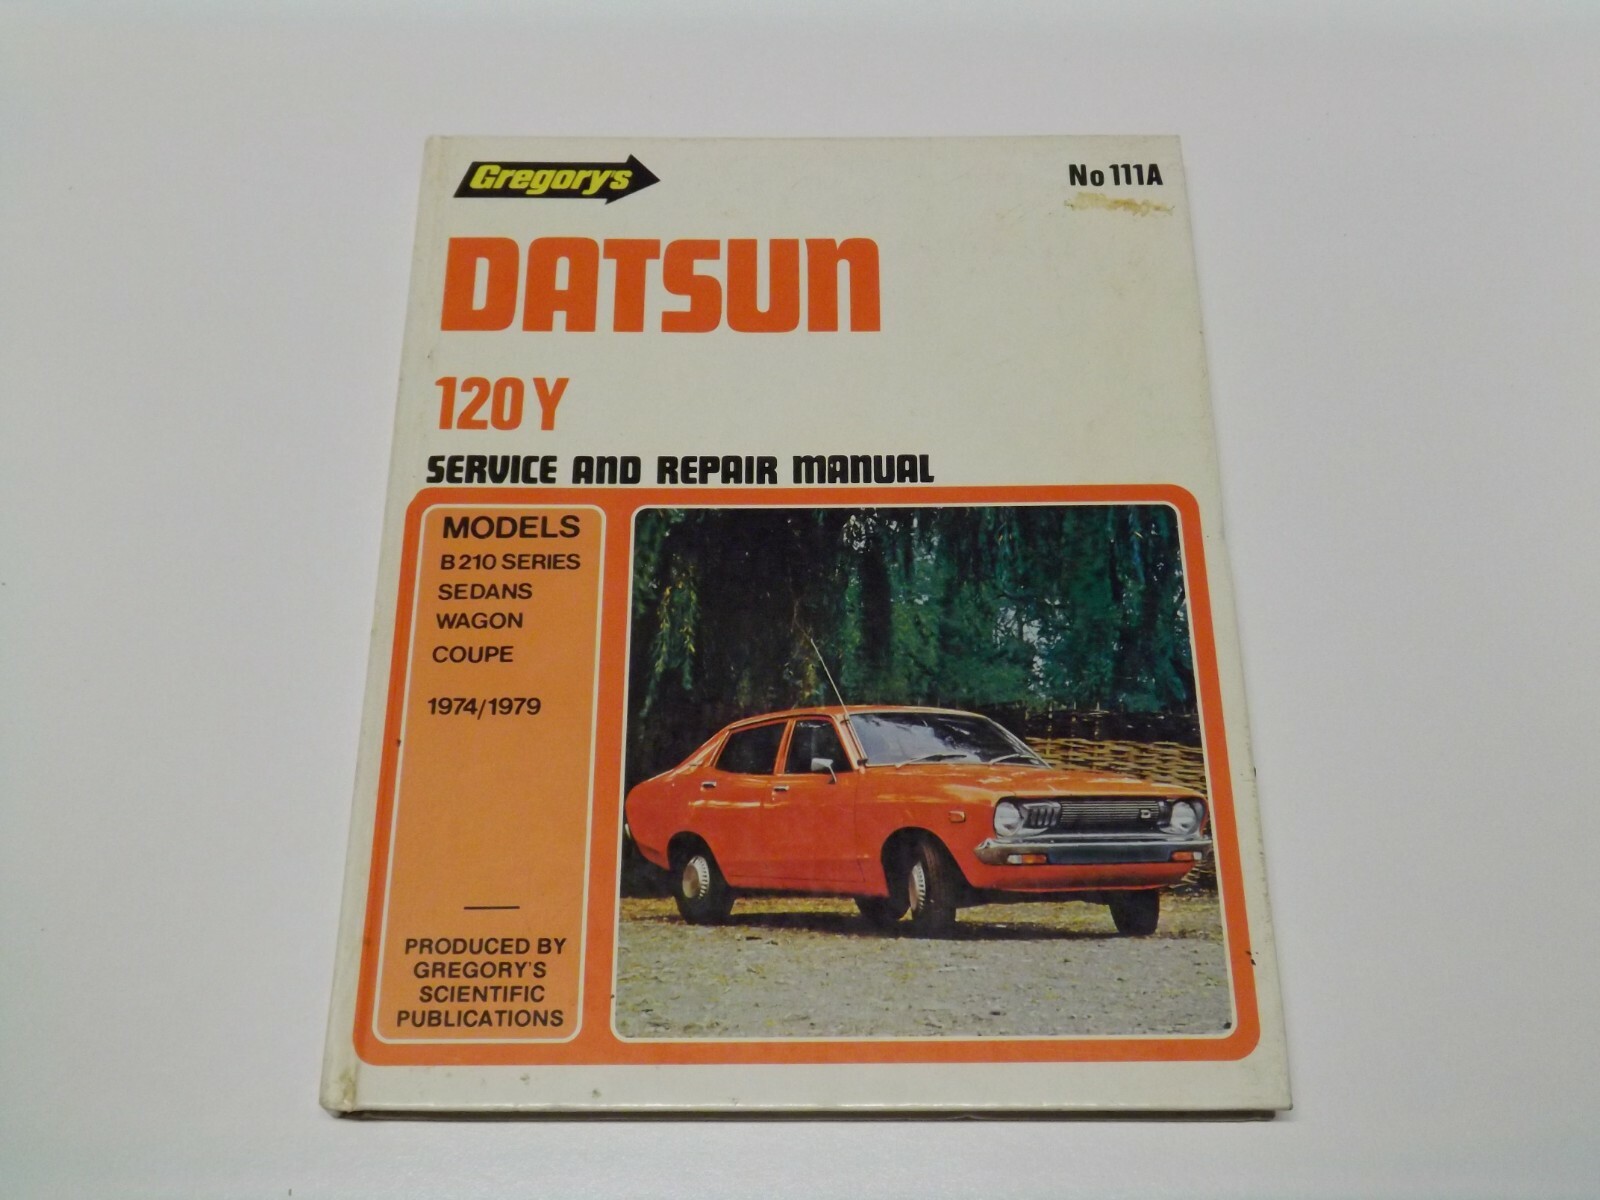 Gregory's
No 111A
DATSUN
120Y
SERVICE AND REPAIR MANUAL
MODELS
B210 SERIES
SEDANS
WAGON
COUPE
1974/1979
PRODUCED BY
GREGORY'S
SCIENTIFIC
PUBLICATIONS